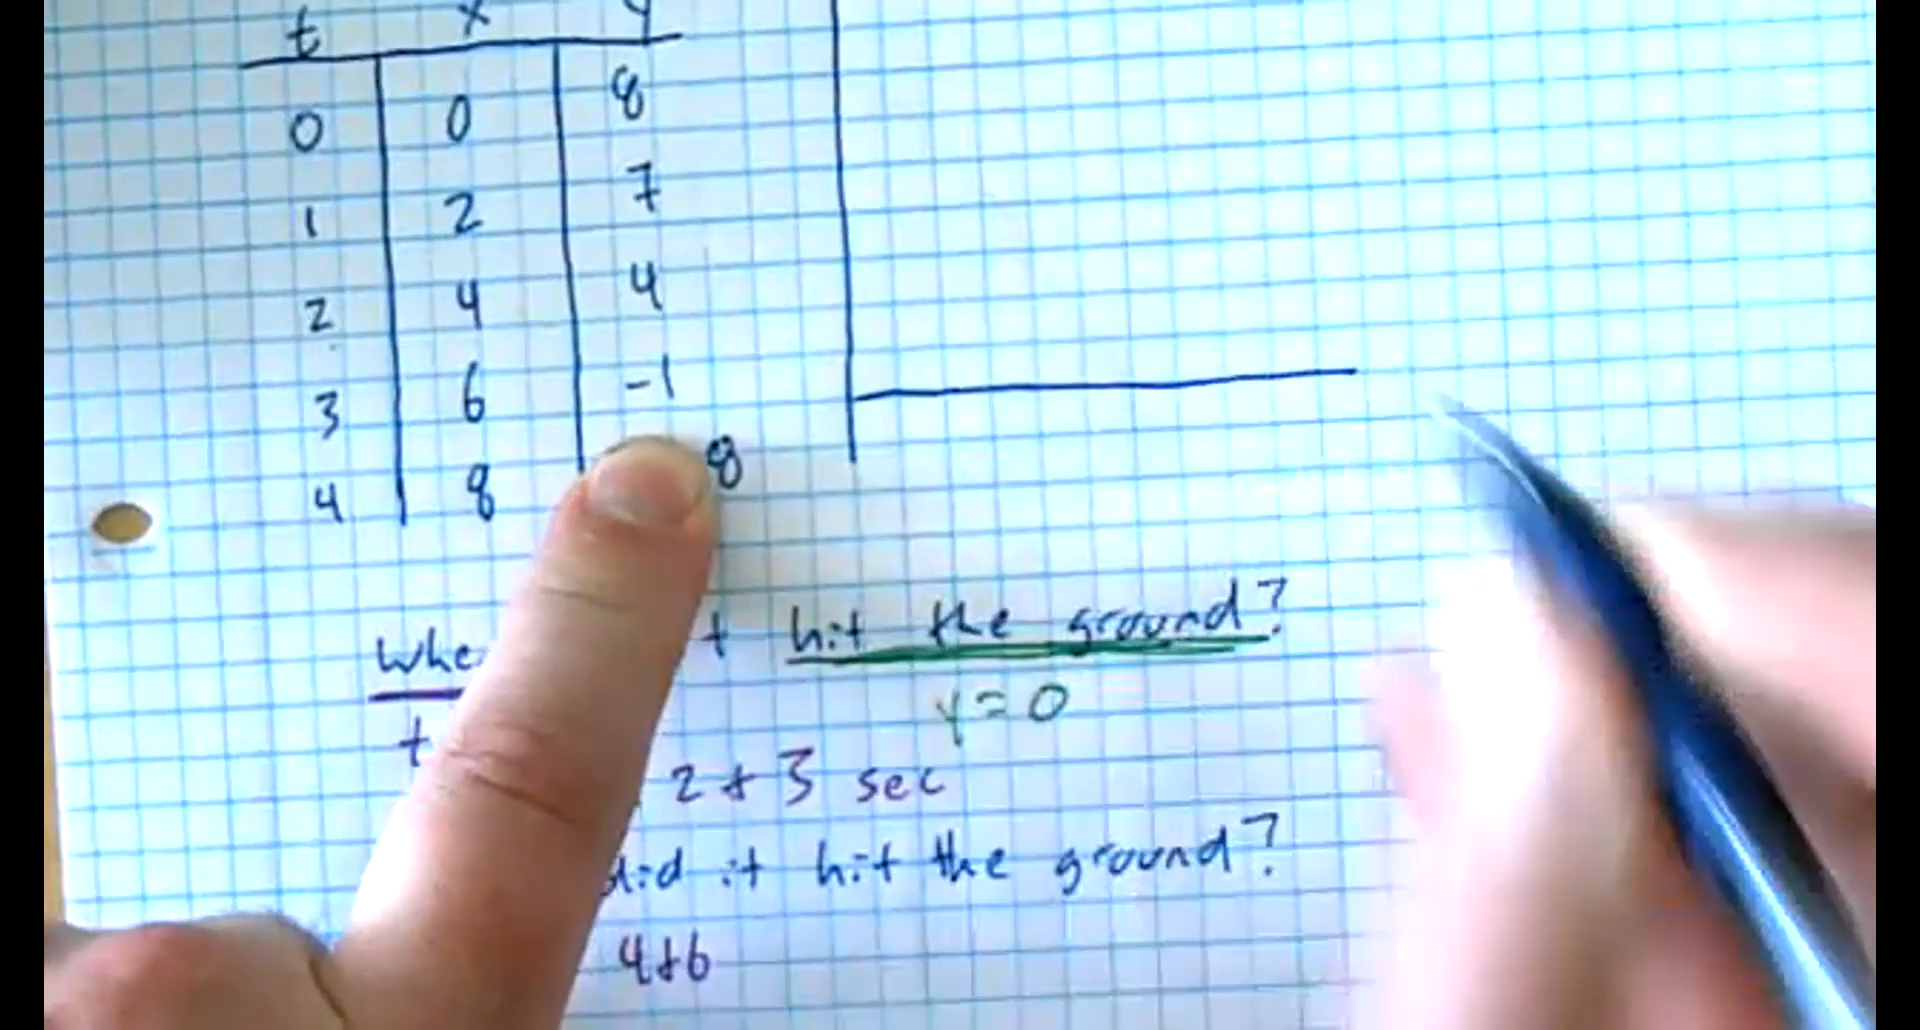 t x y
0 0 8
1 2 7
2 4 4
3 6 -1
4 8 8
hit the ground?
t y = 0
2 & 3 sec
did it hit the ground?
4 & 6